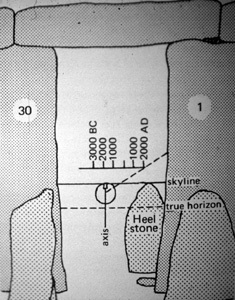 30
1
3000 BC
2000
1000
1000
2000 AD
skyline
true horizon
Heel
stone
axis